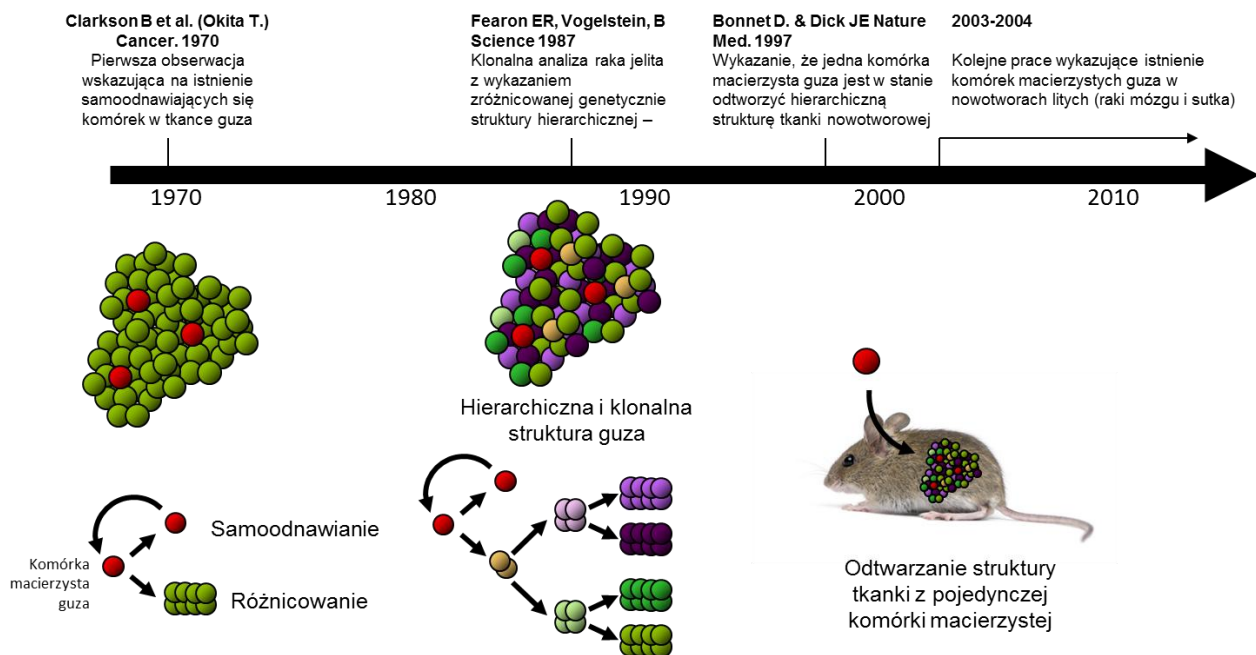 Clarkson B et al. (Okita T.)
Cancer. 1970
Pierwsza obserwacja
wskazująca na istnienie
samoodnawiających się
komórek w tkance guza
Fearon ER, Vogelstein, B
Science 1987
Klonalna analiza raka jelita
z wykazaniem
zróżnicowanej genetycznie
struktury hierarchicznej –
Bonnet D. & Dick JE Nature
Med. 1997
Wykazanie, że jedna komórka
macierzysta guza jest w stanie
odtworzyć hierarchiczną
strukturę tkanki nowotworowej
2003-2004
Kolejne prace wykazujące istnienie
komórek macierzystych guza w
nowotworach litych (raki mózgu i sutka)
1970
1980
1990
2000
2010
Hierarchiczna i klonalna
struktura guza
Samoodnawianie
Komórka
macierzysta
guza
Różnicowanie
Odtwarzanie struktury
tkanki z pojedynczej
komórki macierzystej